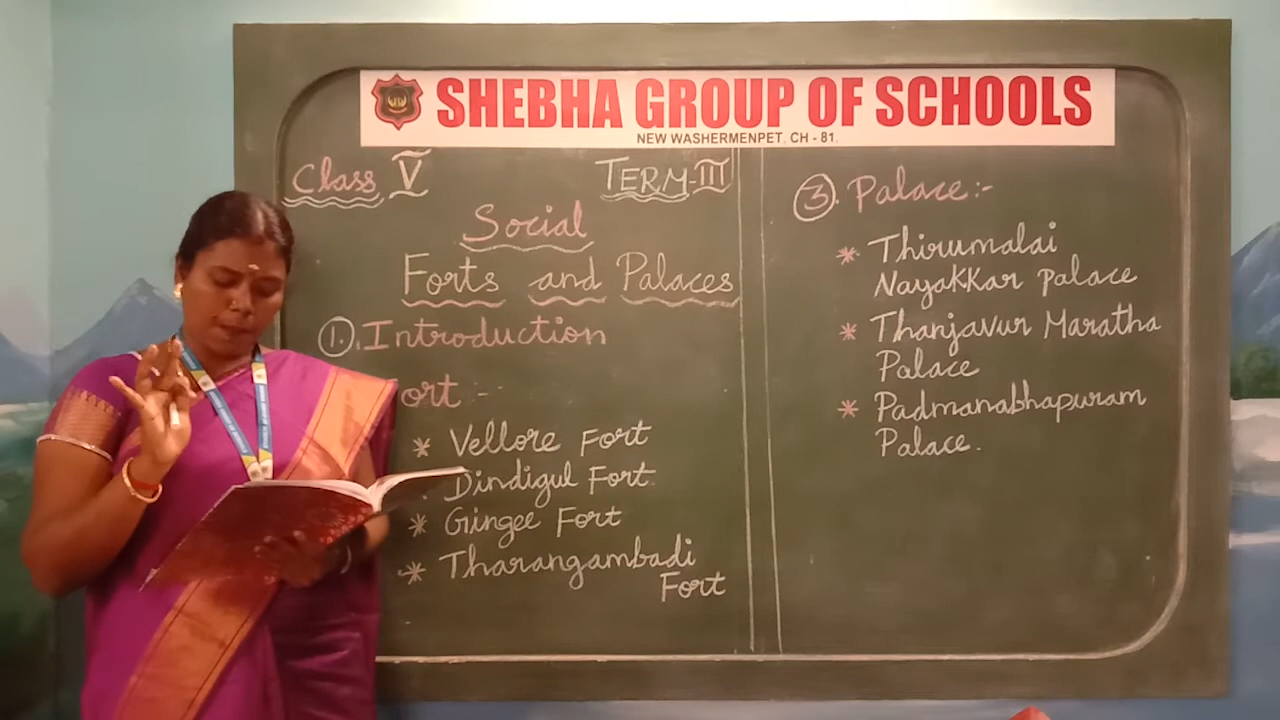 SHEBHA GROUP OF SCHOOLS
NEW WASHERMENPET, CH - 81.
Class V
TERM-III
Social
Forts and Palaces
1. Introduction
ort :-
* Vellore Fort
Dindigul Fort
* Gingee Fort
* Tharangambadi
Fort
3. Palace:-
* Thirumalai
Nayakkar palace
* Thanjavur Maratha
Palace
* Padmanabhapuram
Palace.